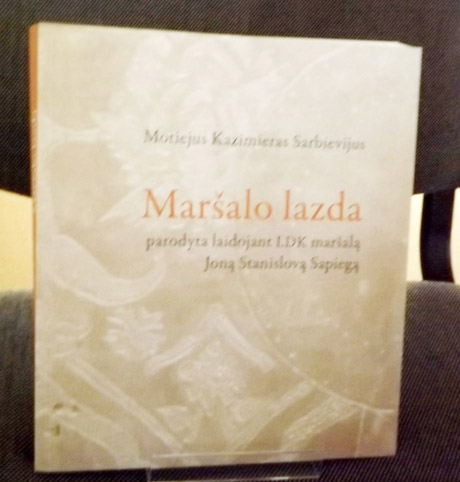 Motiejus Kazimieras Sarbievijus
Maršalo lazda
parodyta laidojant LDK maršalą
Joną Stanislovą Sapiegą